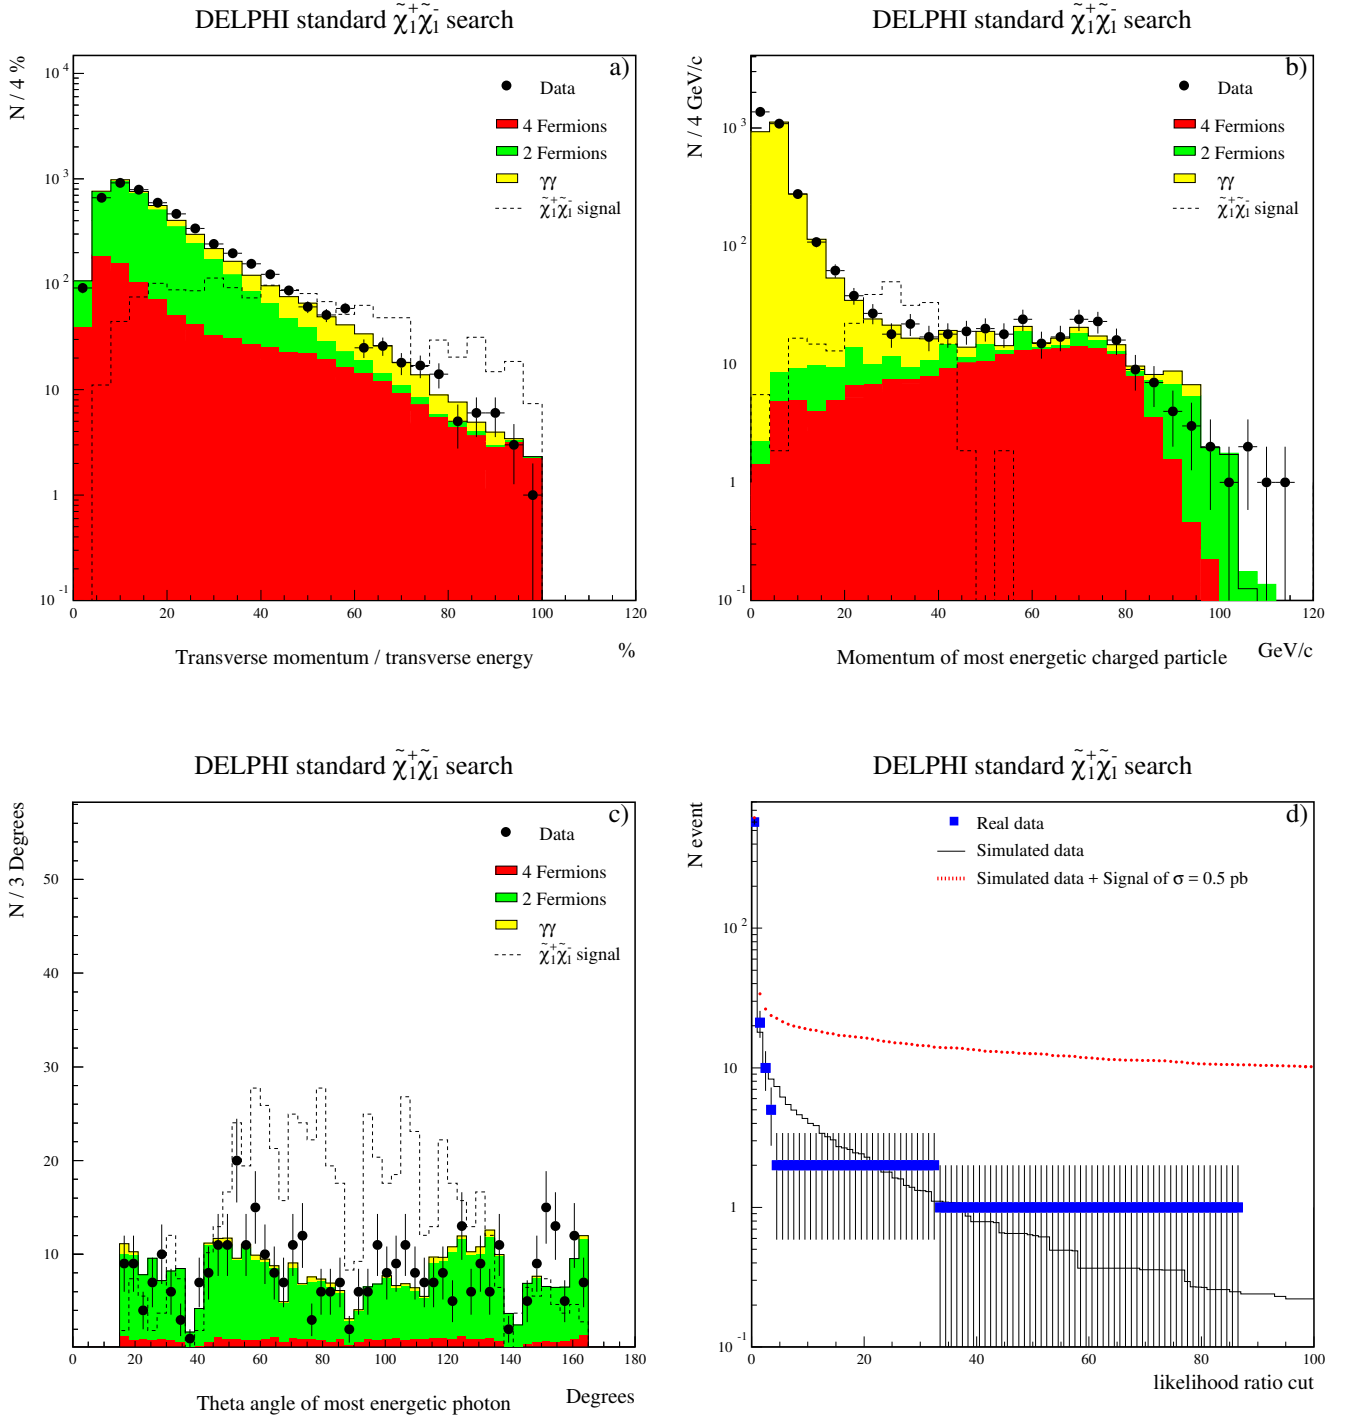 DELPHI standard χ̃₁⁺χ̃₁⁻ search
N / 4 %
a)
Data
4 Fermions
2 Fermions
γγ
χ̃₁⁺χ̃₁⁻ signal
10⁴
10³
10²
10
1
10⁻¹
0 20 40 60 80 100 120
Transverse momentum / transverse energy %
DELPHI standard χ̃₁⁺χ̃₁⁻ search
N / 4 GeV/c
b)
Data
4 Fermions
2 Fermions
γγ
χ̃₁⁺χ̃₁⁻ signal
10³
10²
10
1
10⁻¹
0 20 40 60 80 100 120
Momentum of most energetic charged particle GeV/c
DELPHI standard χ̃₁⁺χ̃₁⁻ search
N / 3 Degrees
c)
Data
4 Fermions
2 Fermions
γγ
χ̃₁⁺χ̃₁⁻ signal
50
40
30
20
10
0 20 40 60 80 100 120 140 160 180
Theta angle of most energetic photon Degrees
DELPHI standard χ̃₁⁺χ̃₁⁻ search
N event
d)
Real data
Simulated data
Simulated data + Signal of σ = 0.5 pb
10²
10
1
10⁻¹
0 20 40 60 80 100
likelihood ratio cut